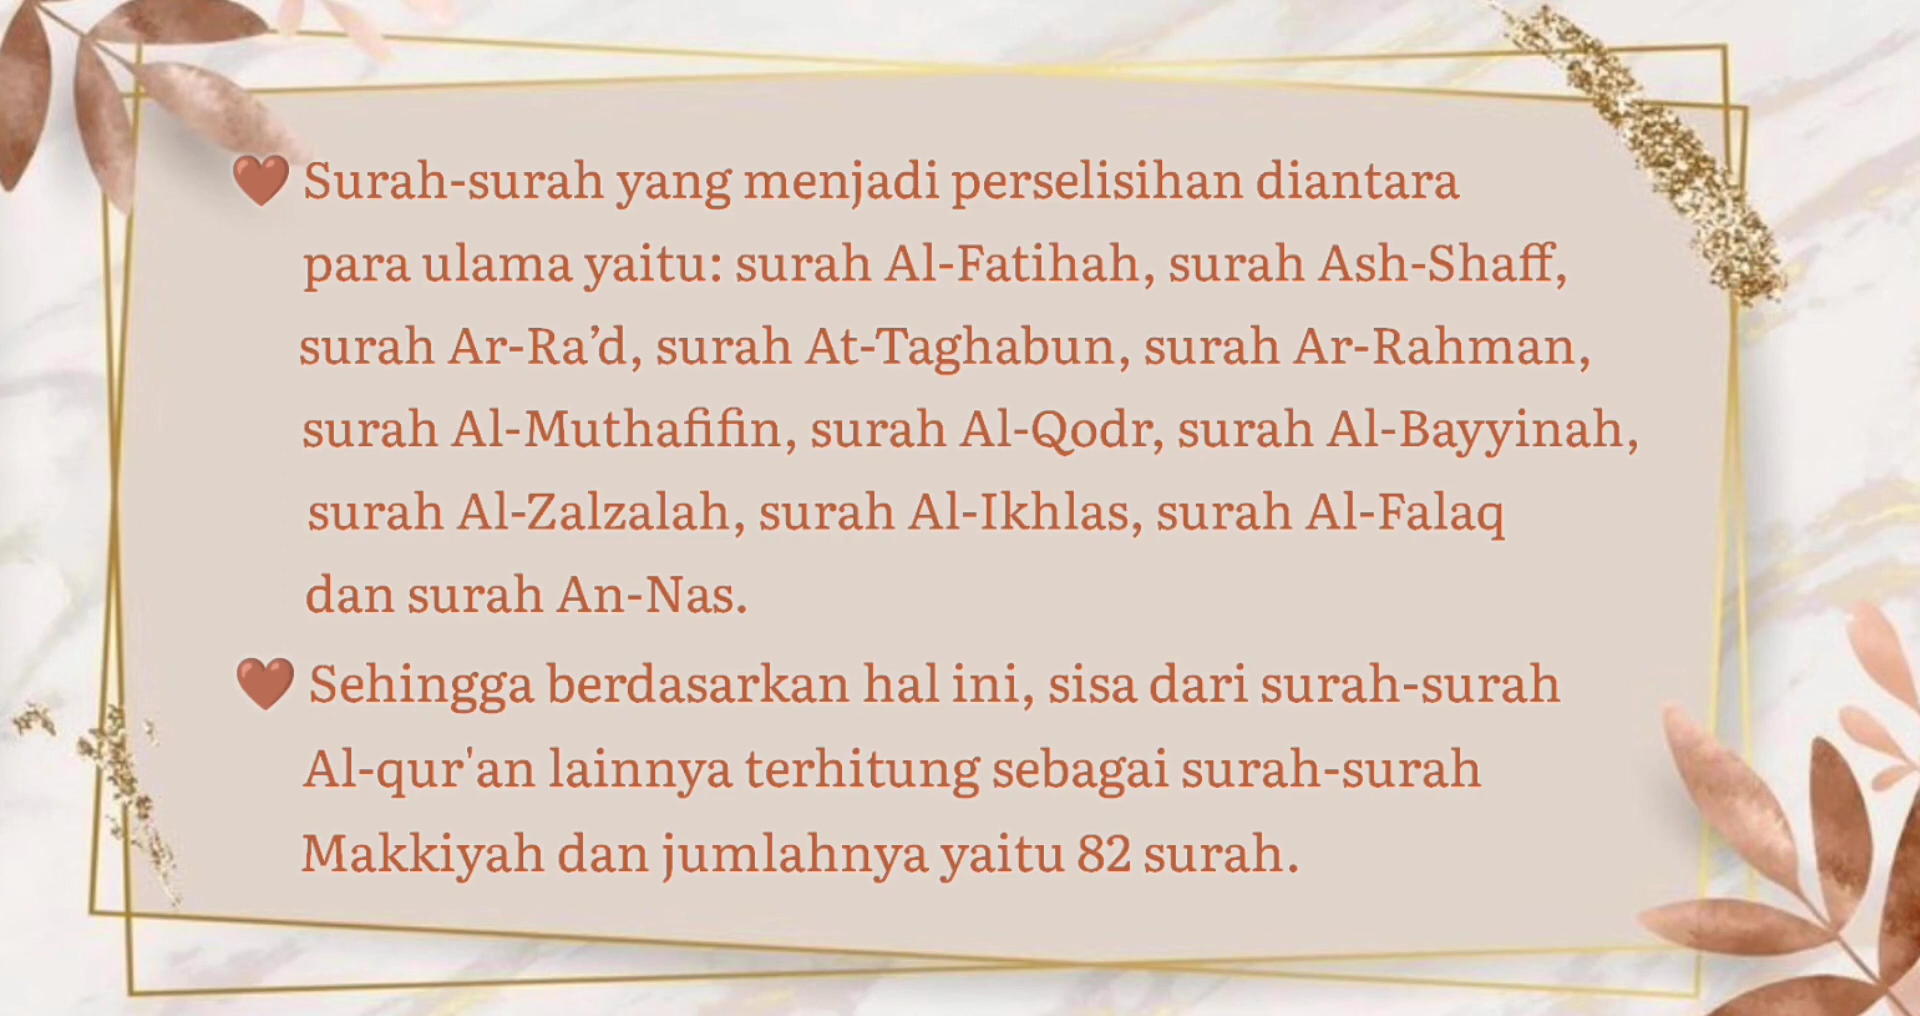 Surah-surah yang menjadi perselisihan diantara
para ulama yaitu: surah Al-Fatihah, surah Ash-Shaff,
surah Ar-Ra’d, surah At-Taghabun, surah Ar-Rahman,
surah Al-Muthafifin, surah Al-Qodr, surah Al-Bayyinah,
surah Al-Zalzalah, surah Al-Ikhlas, surah Al-Falaq
dan surah An-Nas.
Sehingga berdasarkan hal ini, sisa dari surah-surah
Al-qur'an lainnya terhitung sebagai surah-surah
Makkiyah dan jumlahnya yaitu 82 surah.